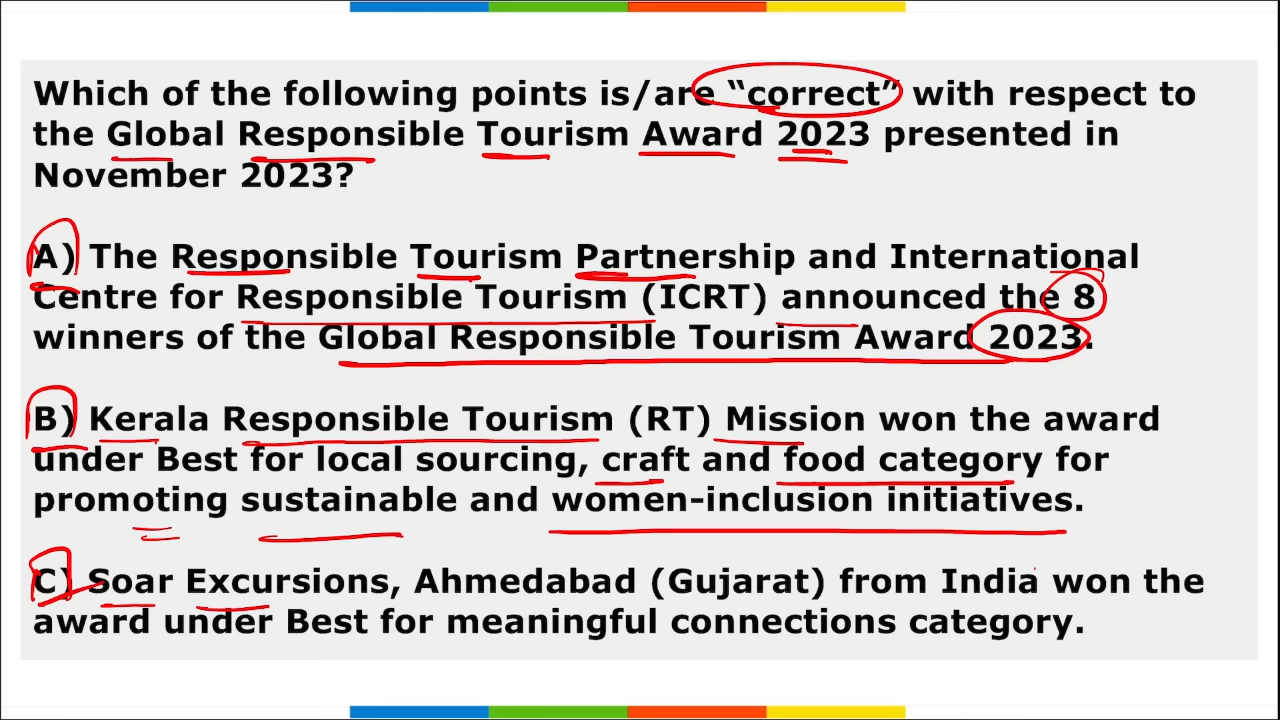 Which of the following points is/are “correct” with respect to
the Global Responsible Tourism Award 2023 presented in
November 2023?
A) The Responsible Tourism Partnership and International
Centre for Responsible Tourism (ICRT) announced the 8
winners of the Global Responsible Tourism Award 2023.
B) Kerala Responsible Tourism (RT) Mission won the award
under Best for local sourcing, craft and food category for
promoting sustainable and women-inclusion initiatives.
C) Soar Excursions, Ahmedabad (Gujarat) from India won the
award under Best for meaningful connections category.